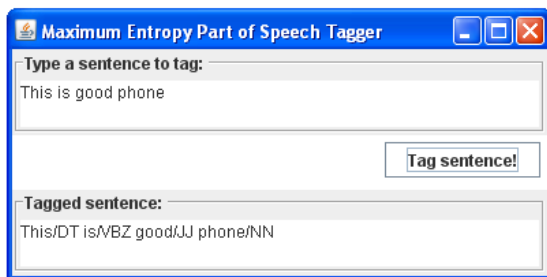 Maximum Entropy Part of Speech Tagger
Type a sentence to tag:
This is good phone
Tag sentence!
Tagged sentence:
This/DT is/VBZ good/JJ phone/NN